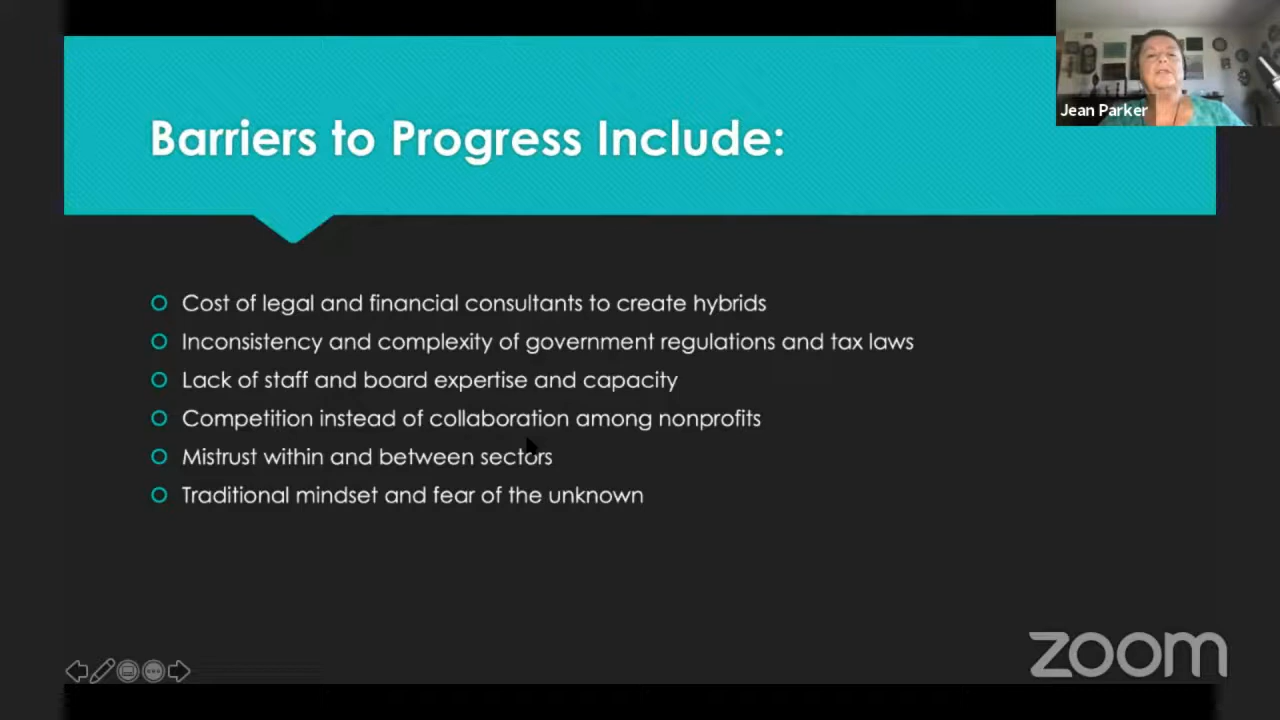 Jean Parker
Barriers to Progress Include:
Cost of legal and financial consultants to create hybrids
Inconsistency and complexity of government regulations and tax laws
Lack of staff and board expertise and capacity
Competition instead of collaboration among nonprofits
Mistrust within and between sectors
Traditional mindset and fear of the unknown
zoom